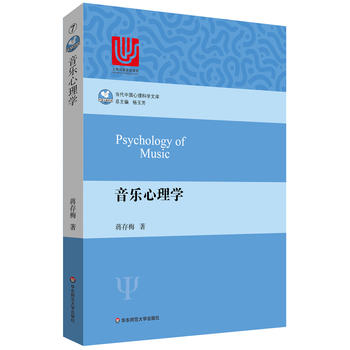 音乐心理学
蒋存梅 著
当代中国心理科学文库
总主编 杨玉芳
Psychology of
Music
音乐心理学
蒋存梅 著
Ψ
华东师范大学出版社